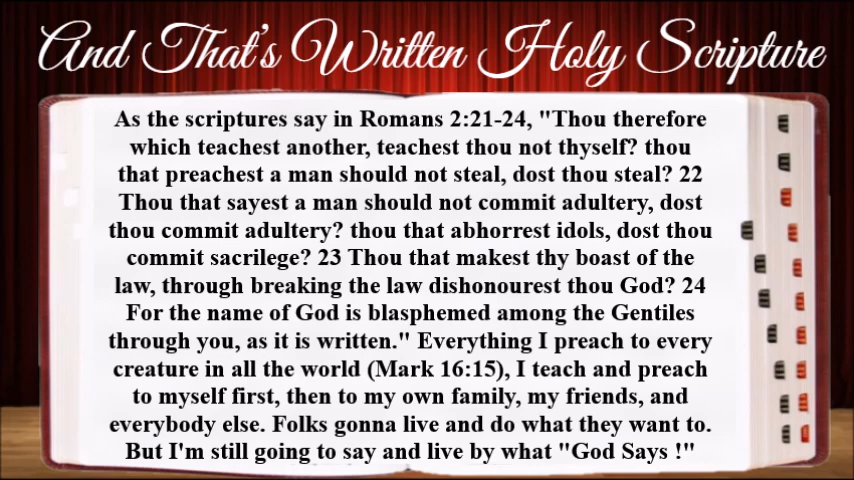 And That's Written Holy Scripture
As the scriptures say in Romans 2:21-24, "Thou therefore
which teachest another, teachest thou not thyself? thou
that preachest a man should not steal, dost thou steal? 22
Thou that sayest a man should not commit adultery, dost
thou commit adultery? thou that abhorrest idols, dost thou
commit sacrilege? 23 Thou that makest thy boast of the
law, through breaking the law dishonourest thou God? 24
For the name of God is blasphemed among the Gentiles
through you, as it is written." Everything I preach to every
creature in all the world (Mark 16:15), I teach and preach
to myself first, then to my own family, my friends, and
everybody else. Folks gonna live and do what they want to.
But I'm still going to say and live by what "God Says !"